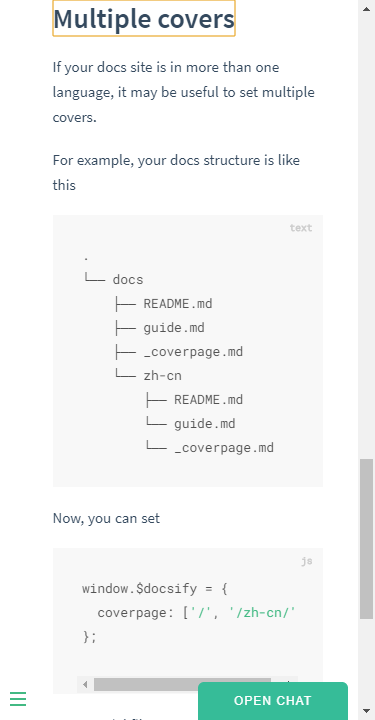 Multiple covers
If your docs site is in more than one
language, it may be useful to set multiple
covers.
For example, your docs structure is like
this
text
.
└── docs
    ├── README.md
    ├── guide.md
    ├── _coverpage.md
    └── zh-cn
        ├── README.md
        └── guide.md
        └── _coverpage.md
Now, you can set
js
window.$docsify = {
  coverpage: ['/', '/zh-cn/'
};
OPEN CHAT